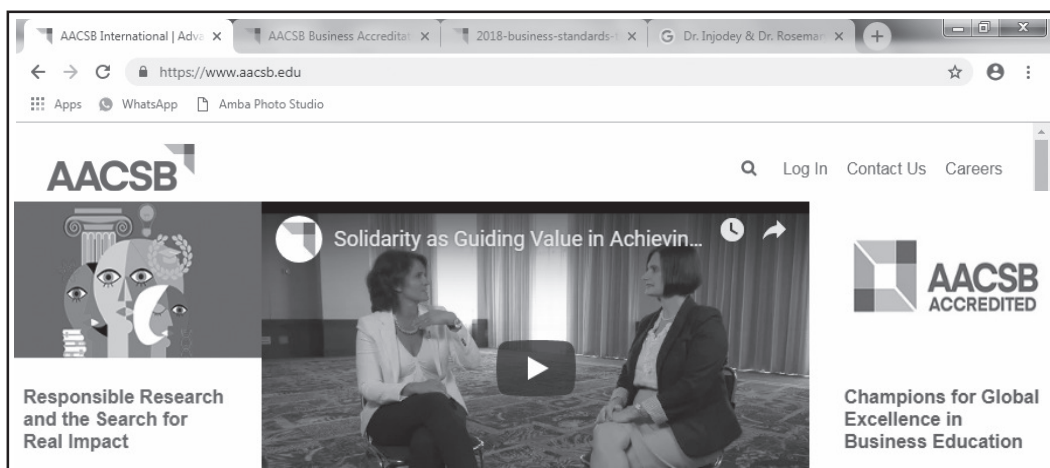 AACSB International | Adva
AACSB Business Accreditat
2018-business-standards-
Dr. Injodey & Dr. Rosemar
https://www.aacsb.edu
Apps WhatsApp Amba Photo Studio
AACSB
Log In Contact Us Careers
Solidarity as Guiding Value in Achievin...
AACSB
ACCREDITED
Responsible Research
and the Search for
Real Impact
Champions for Global
Excellence in
Business Education